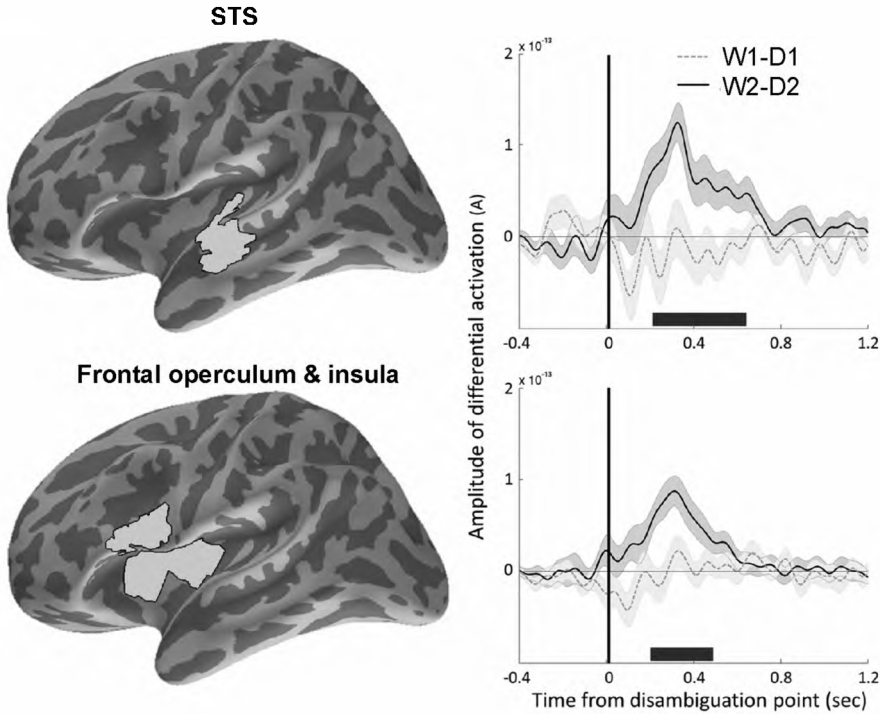 STS
2 x 10⁻¹³
W1-D1
W2-D2
1
0
-0.4 0 0.4 0.8 1.2
Frontal operculum & insula
Amplitude of differential activation (A)
2 x 10⁻¹³
1
0
-0.4 0 0.4 0.8 1.2
Time from disambiguation point (sec)